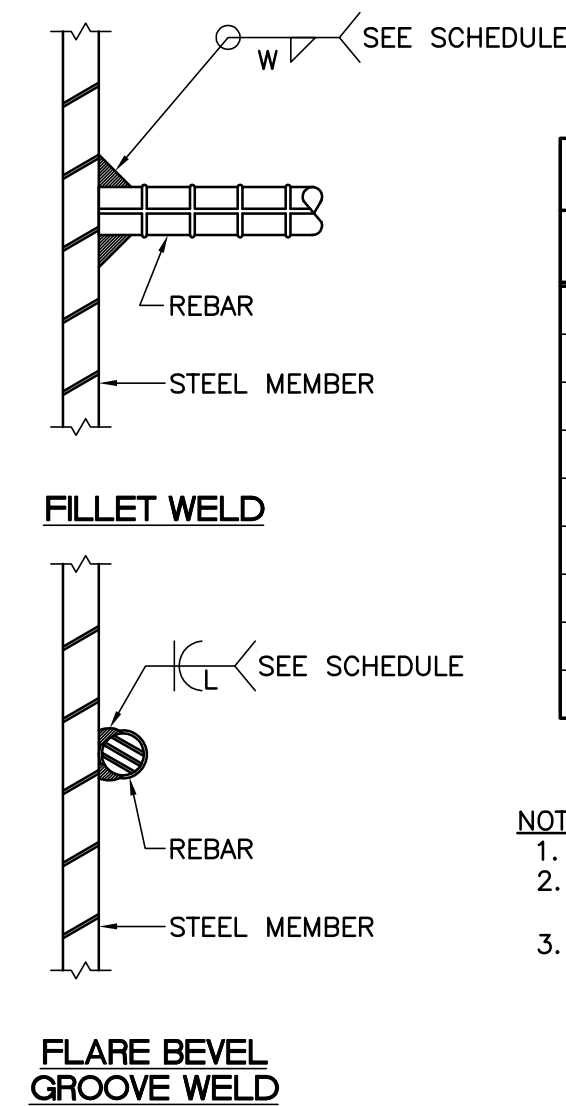 SEE SCHEDULE
W
REBAR
STEEL MEMBER
FILLET WELD
SEE SCHEDULE
L
REBAR
STEEL MEMBER
FLARE BEVEL
GROOVE WELD
NOT
1.
2.
3.